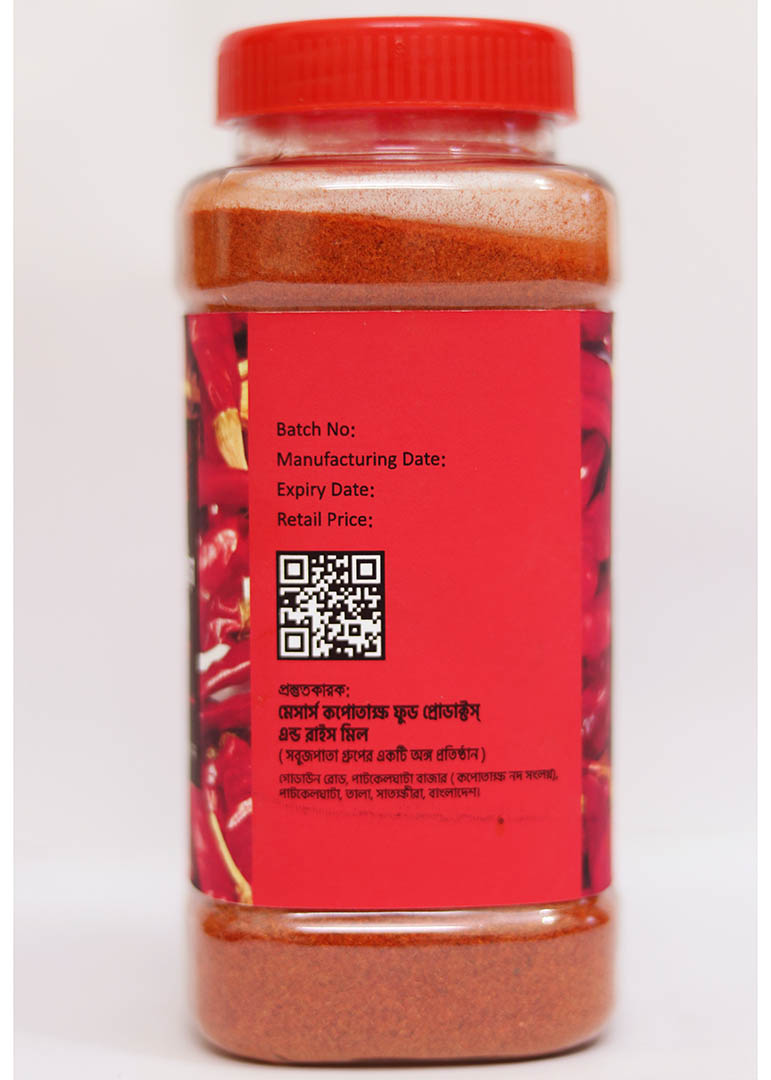 Batch No:
Manufacturing Date:
Expiry Date:
Retail Price:
প্রস্তুতকারক:
মেসার্স কপোতাক্ষ ফুড প্রোডাক্টস্
এন্ড রাইস মিল
( সবুজপাতা গ্রুপের একটি অঙ্গ প্রতিষ্ঠান )
গোডাউন রোড, পাটকেলঘাটা বাজার ( কপোতাক্ষ নদ সংলগ্ন),
পাটকেলঘাটা, তালা, সাতক্ষীরা, বাংলাদেশ।